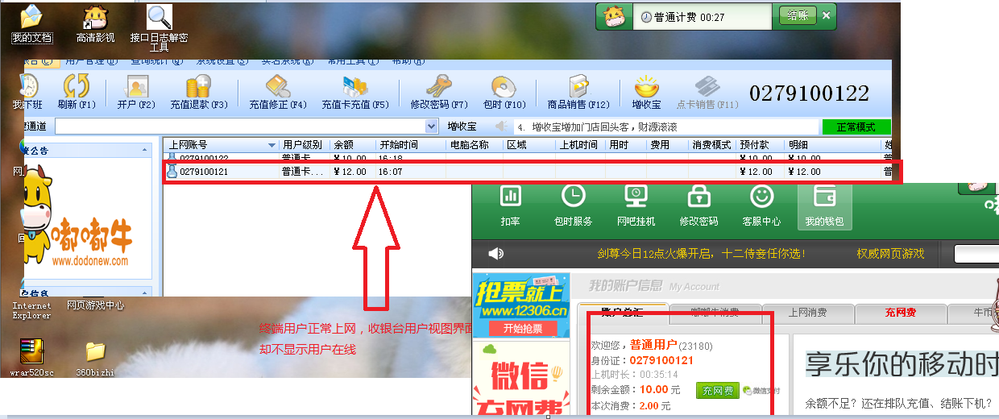 我的文档
高清影视
接口日志解密
工具
普通计费 00:27
结账
用户管理(U) 查询统计(Q) 系统设置(S) 实名系统(R) 常用工具(T) 帮助(H)
下班 刷新(F1) 开户(F2) 充值退款(F3) 充值修正(F4) 充值卡充值(F5) 修改密码(F7) 包时(F10) 商品销售(F12) 增收宝 点卡销售(F11)
0279100122
通道
增收宝
4. 增收宝增加门店回头客，财源滚滚
正常模式
公告
上网账号 用户级别 余额 开始时间 电脑名称 区域 上机时间 用时 费用 消费模式 预付款 明细 姓
0279100122 普通卡 ¥ 10.00 16:18 ¥ 10.00 ¥ 10.00
0279100121 普通卡... ¥ 12.00 16:07 ¥ 12.00 ¥ 12.00 普
嘟嘟牛
www.dodonew.com
信息
Internet
Explorer
网页游戏中心
wrar520sc
360bizhi
终端用户正常上网，收银台用户视图界面
却不显示用户在线
扣率 包时服务 网吧挂机 修改密码 客服中心 我的钱包
剑尊今日12点火爆开启，十二侍妾任你选!
权威网页游戏
抢票就上
www.12306.cn
开始抢票
微信
充网费
我的账户信息 My Account
账户总汇 嘟嘟牛消费 上网消费 充网费 牛币
欢迎您，普通用户(23180)
身份证：0279100121
上机时长：00:35:14
剩余金额：10.00 元
充网费
微信支付
本次消费：2.00 元
享乐你的移动时
余额不足？还在排队充值、结账下机？